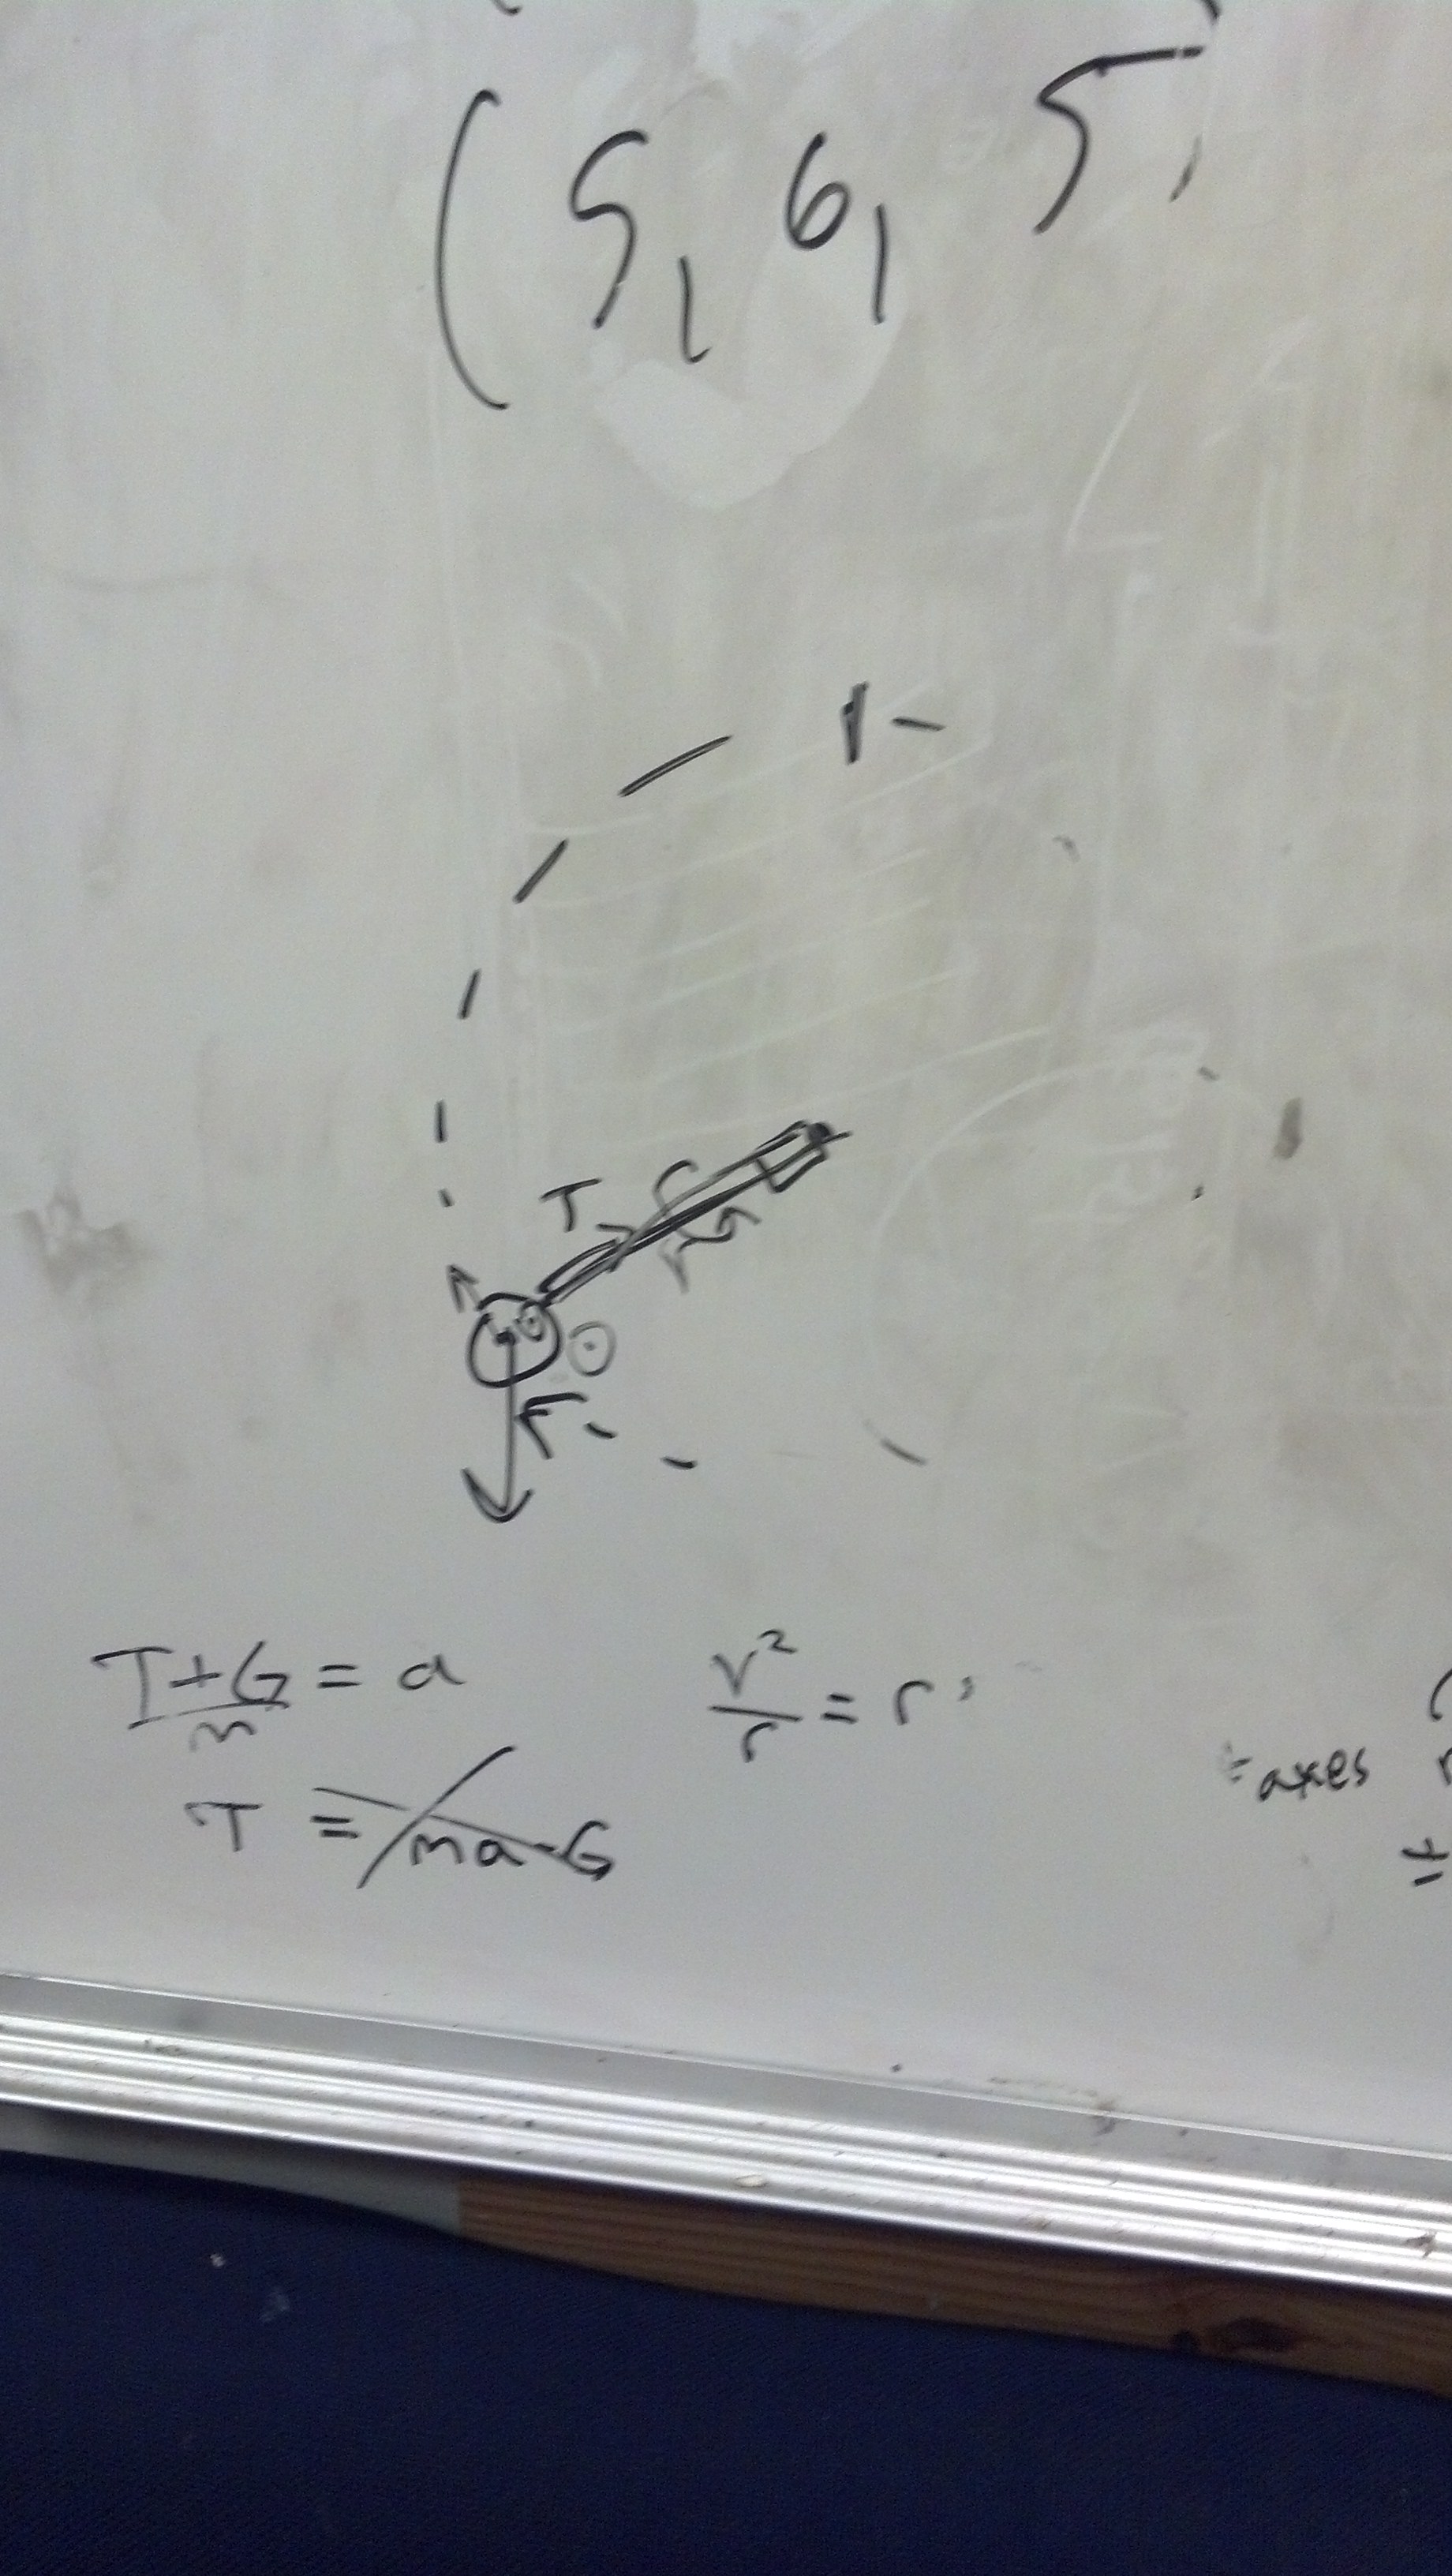 (5, 6, 5,
T
r
F
T+G/m = a
v²/r = r
axes
T = ma-G
±